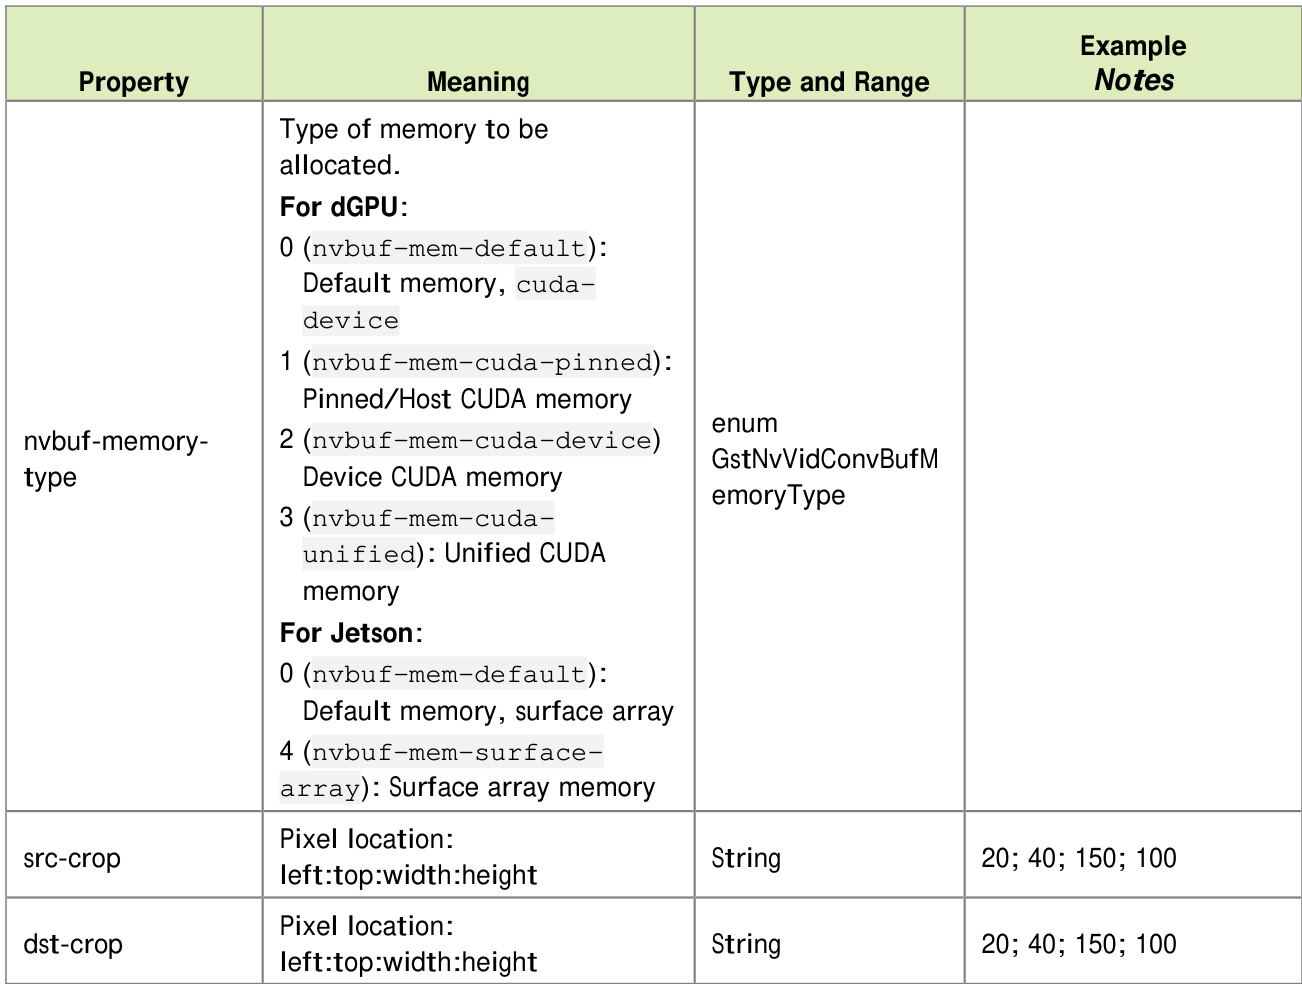 Property
Meaning
Type and Range
Example
Notes
nvbuf-memory-
type
Type of memory to be
allocated.
For dGPU:
0 (nvbuf-mem-default):
Default memory, cuda-
device
1 (nvbuf-mem-cuda-pinned):
Pinned/Host CUDA memory
2 (nvbuf-mem-cuda-device)
Device CUDA memory
3 (nvbuf-mem-cuda-
unified): Unified CUDA
memory
For Jetson:
0 (nvbuf-mem-default):
Default memory, surface array
4 (nvbuf-mem-surface-
array): Surface array memory
enum
GstNvVidConvBufM
emoryType
src-crop
Pixel location:
left:top:width:height
String
20; 40; 150; 100
dst-crop
Pixel location:
left:top:width:height
String
20; 40; 150; 100